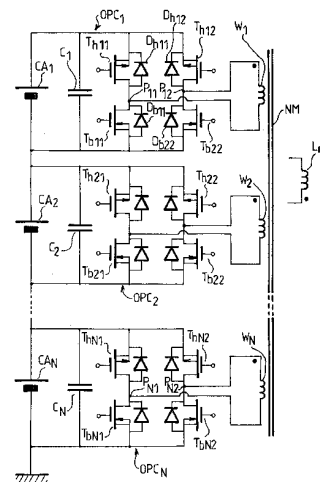 OPC1
Th11 Dh11 Dh12 Th12
CA1 C1 W1
P11 P12 NM
Db11
Tb11 Db22 Tb22
Th21 Th22
CA2 W2
C2
Tb21 Tb22
OPC2
ThN1 ThN2
CAN PN1 PN2 WN
CN
TbN1 TbN2
OPCN